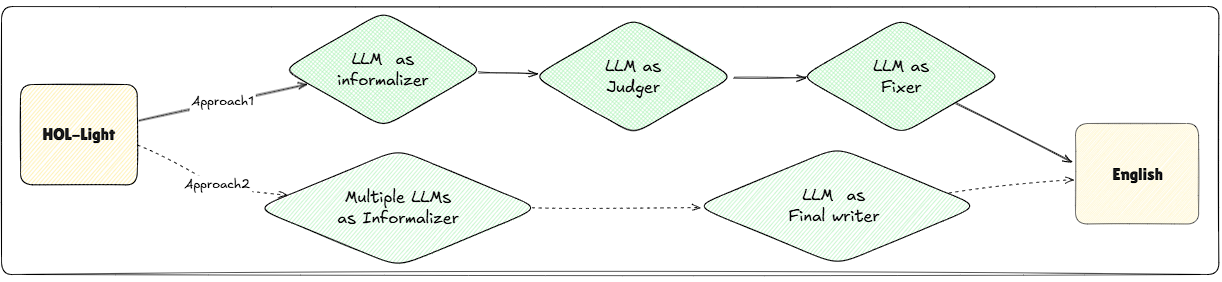 LLM as
informalizer
LLM as
Judger
LLM as
Fixer
Approach1
HOL-Light
English
Approach2
Multiple LLMs
as Informalizer
LLM as
Final writer